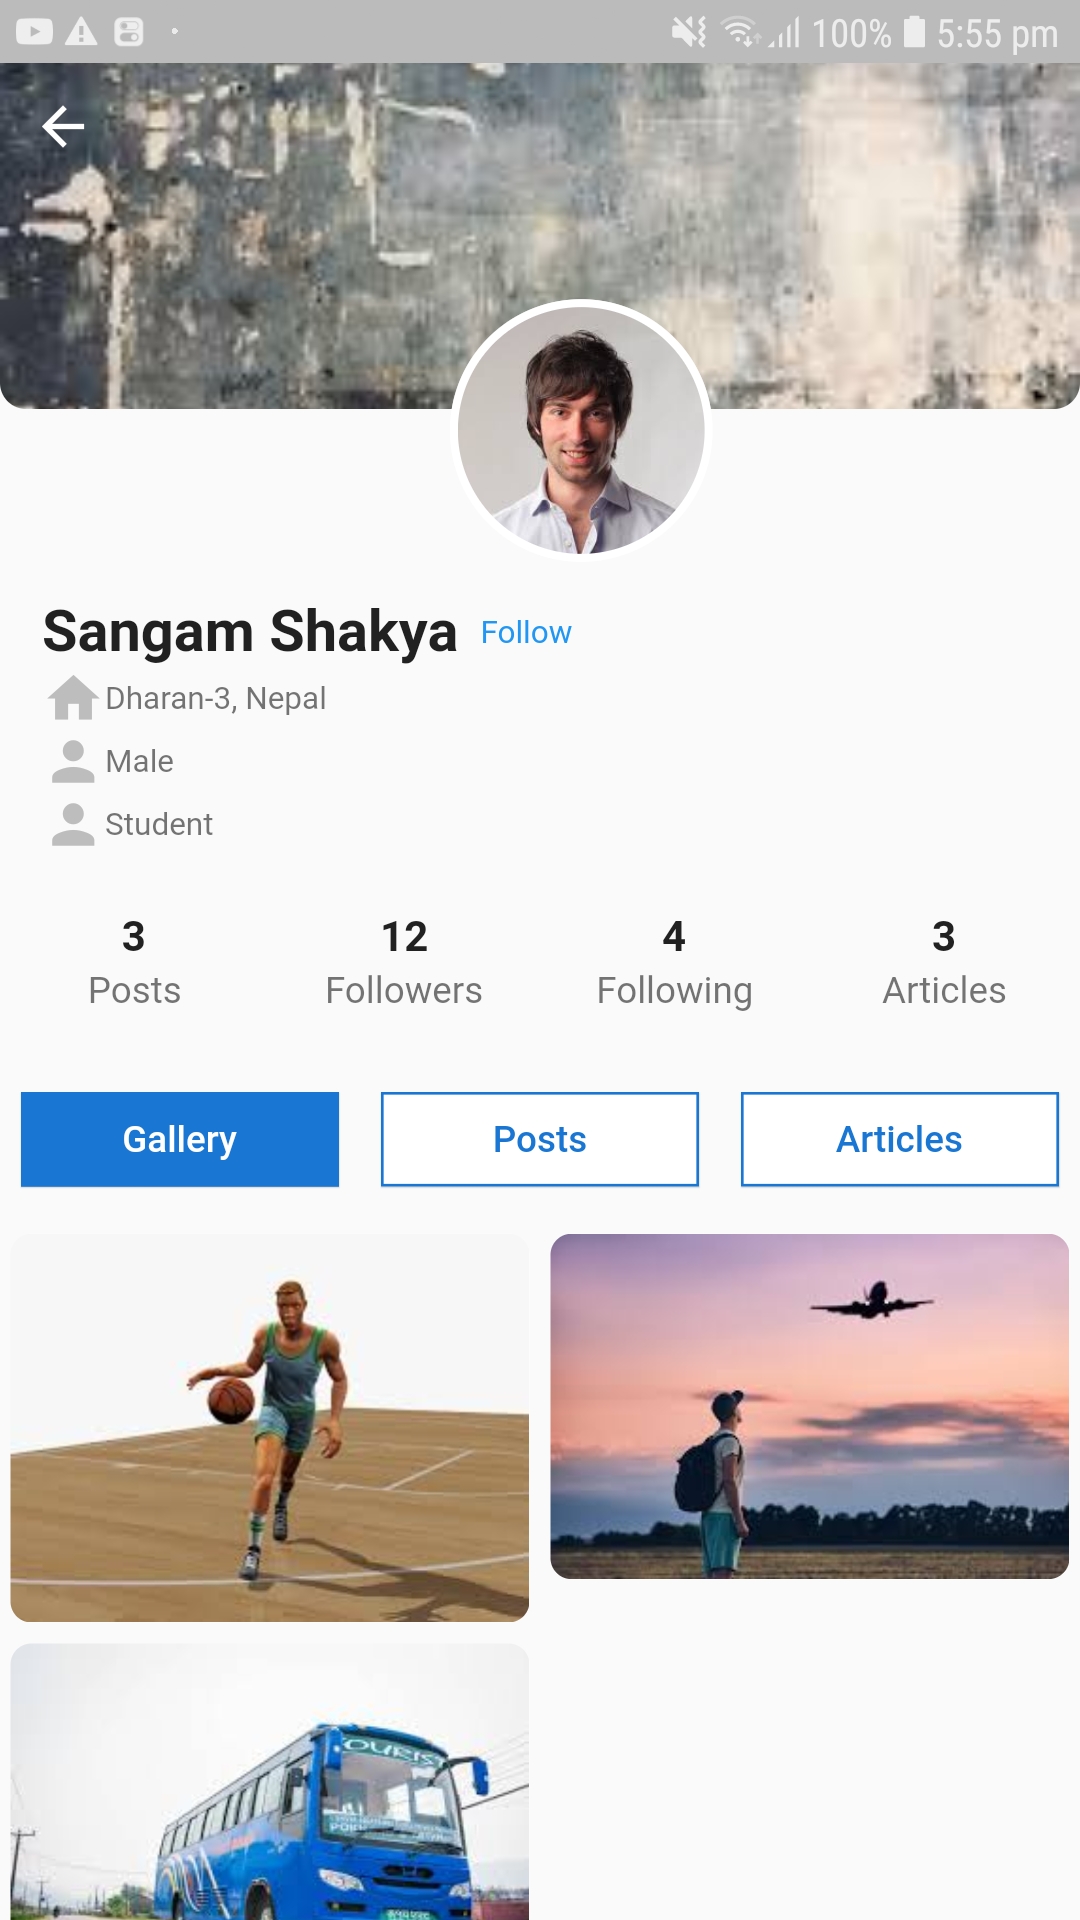 100% 5:55 pm
Sangam Shakya Follow
Dharan-3, Nepal
Male
Student
3 12 4 3
Posts Followers Following Articles
Gallery Posts Articles
OURIST